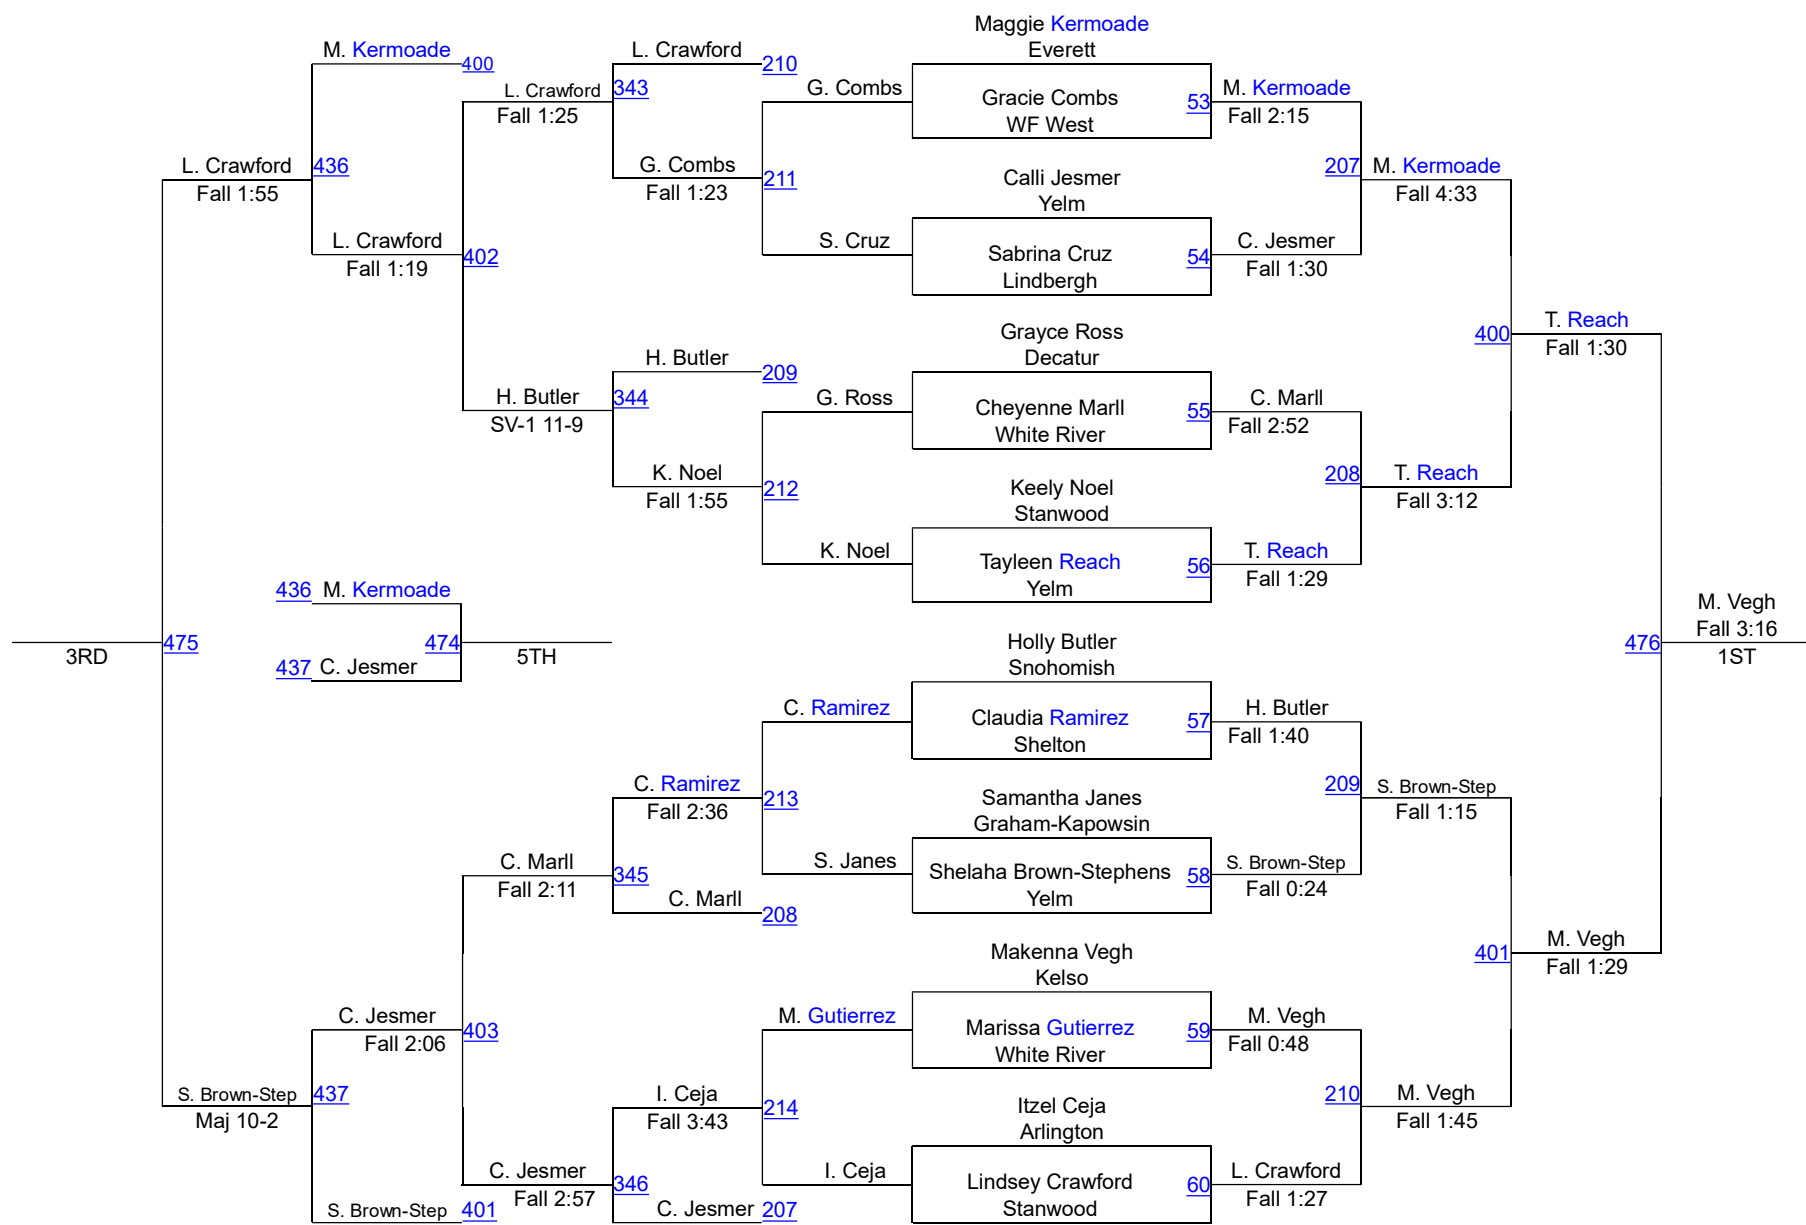 Maggie Kermoade
M. Kermoade
L. Crawford
Everett
400
210
L. Crawford
343
G. Combs
Gracie Combs
53
M. Kermoade
Fall 1:25
WF West
Fall 2:15
L. Crawford
436
G. Combs
211
Calli Jesmer
207
M. Kermoade
Fall 1:55
Fall 1:23
Yelm
Fall 4:33
L. Crawford
402
S. Cruz
Sabrina Cruz
54
C. Jesmer
Fall 1:19
Lindbergh
Fall 1:30
Grayce Ross
400
T. Reach
H. Butler
209
Decatur
Fall 1:30
H. Butler
344
G. Ross
Cheyenne Marll
55
C. Marll
SV-1 11-9
White River
Fall 2:52
K. Noel
212
Keely Noel
208
T. Reach
Fall 1:55
Stanwood
Fall 3:12
K. Noel
Tayleen Reach
56
T. Reach
Yelm
Fall 1:29
436
M. Kermoade
M. Vegh
Fall 3:16
3RD
475
474
5TH
Holly Butler
476
1ST
437
C. Jesmer
Snohomish
C. Ramirez
Claudia Ramirez
57
H. Butler
Shelton
Fall 1:40
C. Ramirez
213
Samantha Janes
209
S. Brown-Step
Fall 2:36
Graham-Kapowsin
Fall 1:15
C. Marll
345
S. Janes
Shelaha Brown-Stephens
58
S. Brown-Step
Fall 2:11
Yelm
Fall 0:24
C. Marll
208
Makenna Vegh
401
M. Vegh
Kelso
Fall 1:29
C. Jesmer
403
M. Gutierrez
Marissa Gutierrez
59
M. Vegh
Fall 2:06
White River
Fall 0:48
S. Brown-Step
437
I. Ceja
214
Itzel Ceja
210
M. Vegh
Maj 10-2
Fall 3:43
Arlington
Fall 1:45
C. Jesmer
346
I. Ceja
Lindsey Crawford
60
L. Crawford
Fall 2:57
Stanwood
Fall 1:27
S. Brown-Step
401
C. Jesmer
207